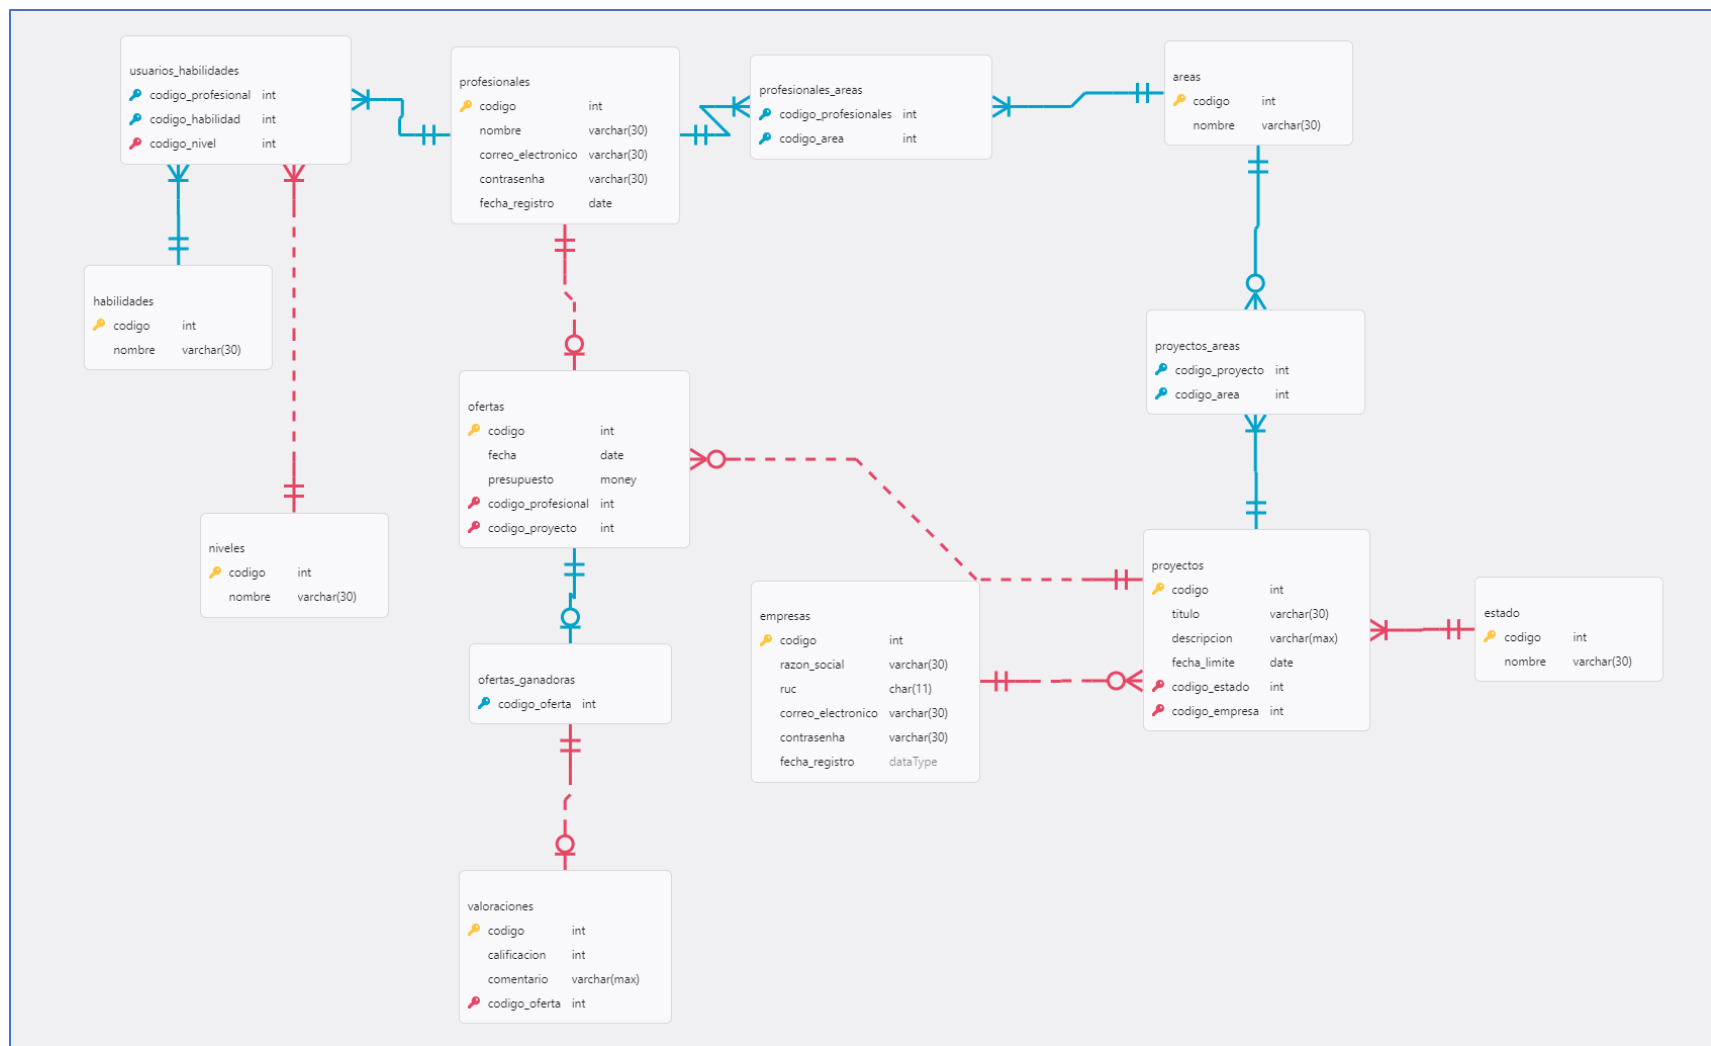 usuarios_habilidades
codigo_profesional int
codigo_habilidad int
codigo_nivel int
profesionales
codigo int
nombre varchar(30)
correo_electronico varchar(30)
contrasenha varchar(30)
fecha_registro date
profesionales_areas
codigo_profesionales int
codigo_area int
areas
codigo int
nombre varchar(30)
habilidades
codigo int
nombre varchar(30)
proyectos_areas
codigo_proyecto int
codigo_area int
ofertas
codigo int
fecha date
presupuesto money
codigo_profesional int
codigo_proyecto int
niveles
codigo int
nombre varchar(30)
empresas
codigo int
razon_social varchar(30)
ruc char(11)
correo_electronico varchar(30)
contrasenha varchar(30)
fecha_registro dataType
proyectos
codigo int
titulo varchar(30)
descripcion varchar(max)
fecha_limite date
codigo_estado int
codigo_empresa int
estado
codigo int
nombre varchar(30)
ofertas_ganadoras
codigo_oferta int
valoraciones
codigo int
calificacion int
comentario varchar(max)
codigo_oferta int